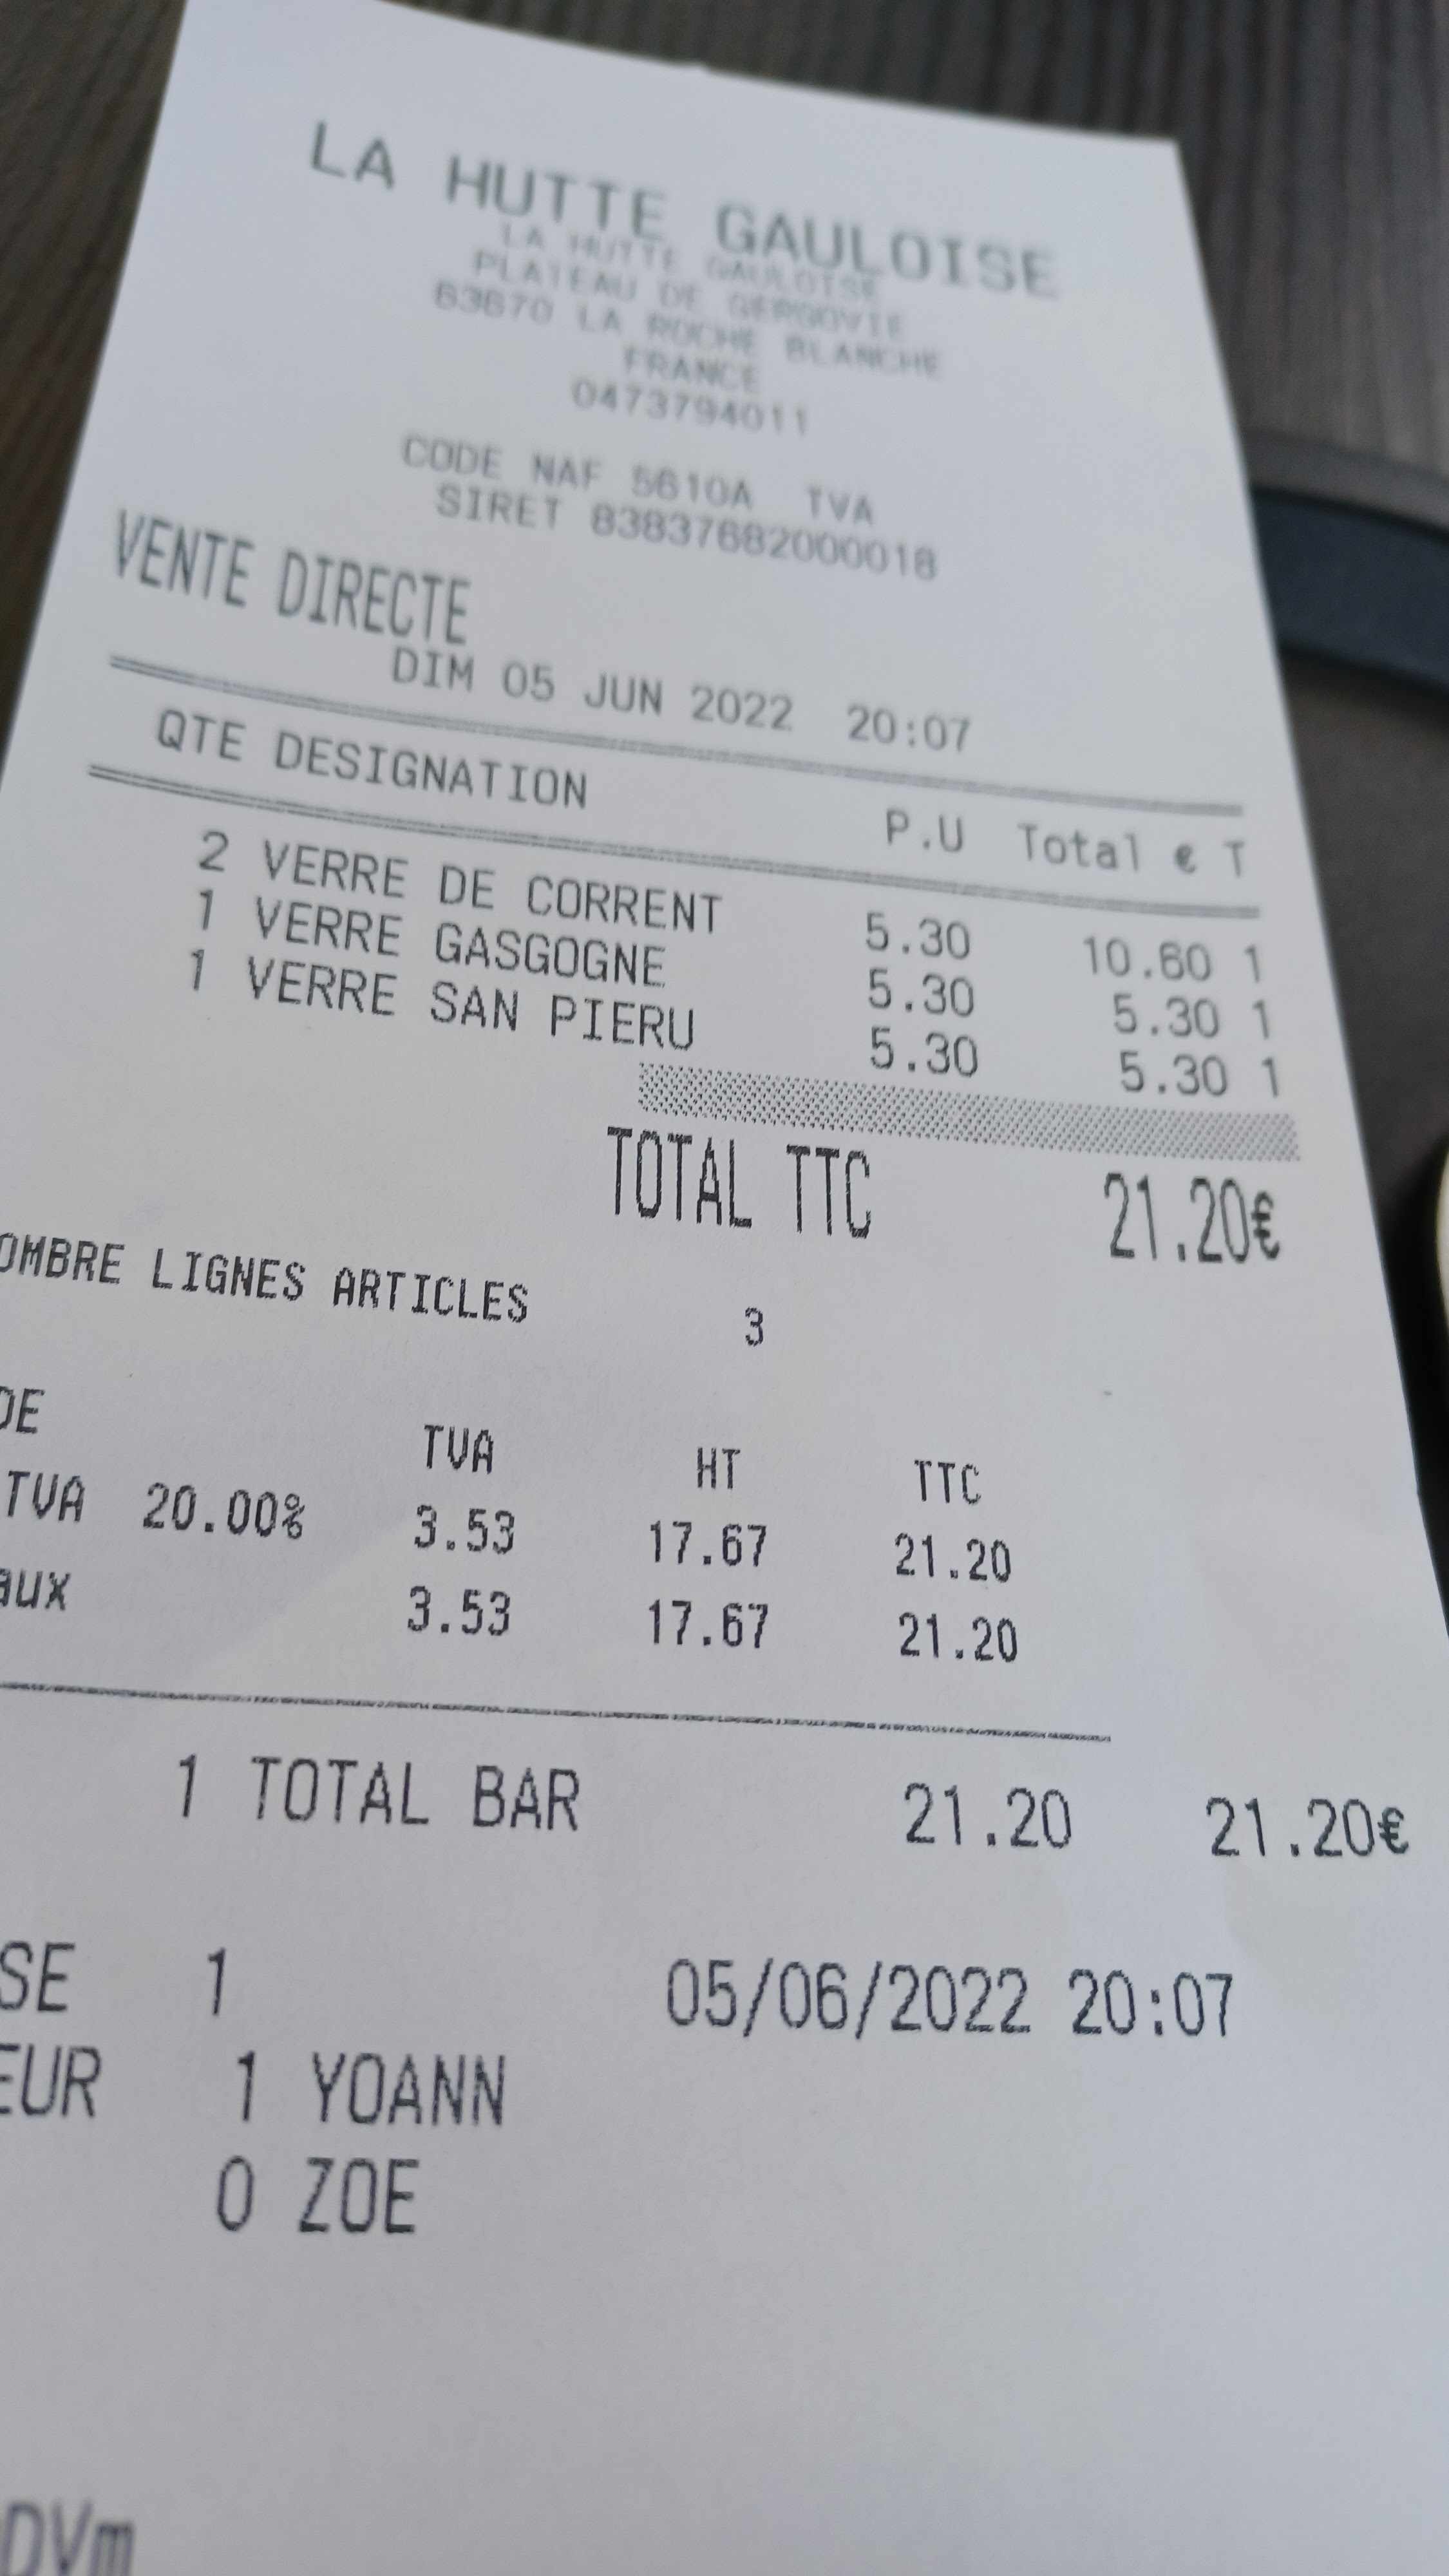 LA HUTTE GAULOISE
LA HUTTE GAULOISE
PLATEAU DE GERGOVIE
63670 LA ROCHE BLANCHE
FRANCE
0473794011
CODE NAF 5610A TVA
SIRET 83837682000018
VENTE DIRECTE
DIM 05 JUN 2022 20:07
QTE DESIGNATION P.U Total € T
2 VERRE DE CORRENT 5.30 10.60 1
1 VERRE GASGOGNE 5.30 5.30 1
1 VERRE SAN PIERU 5.30 5.30 1
TOTAL TTC 21.20€
OMBRE LIGNES ARTICLES 3
DE TVA HT TTC
TVA 20.00% 3.53 17.67 21.20
aux 3.53 17.67 21.20
1 TOTAL BAR 21.20 21.20€
SE 1 05/06/2022 20:07
EUR 1 YOANN
0 ZOE
DVm